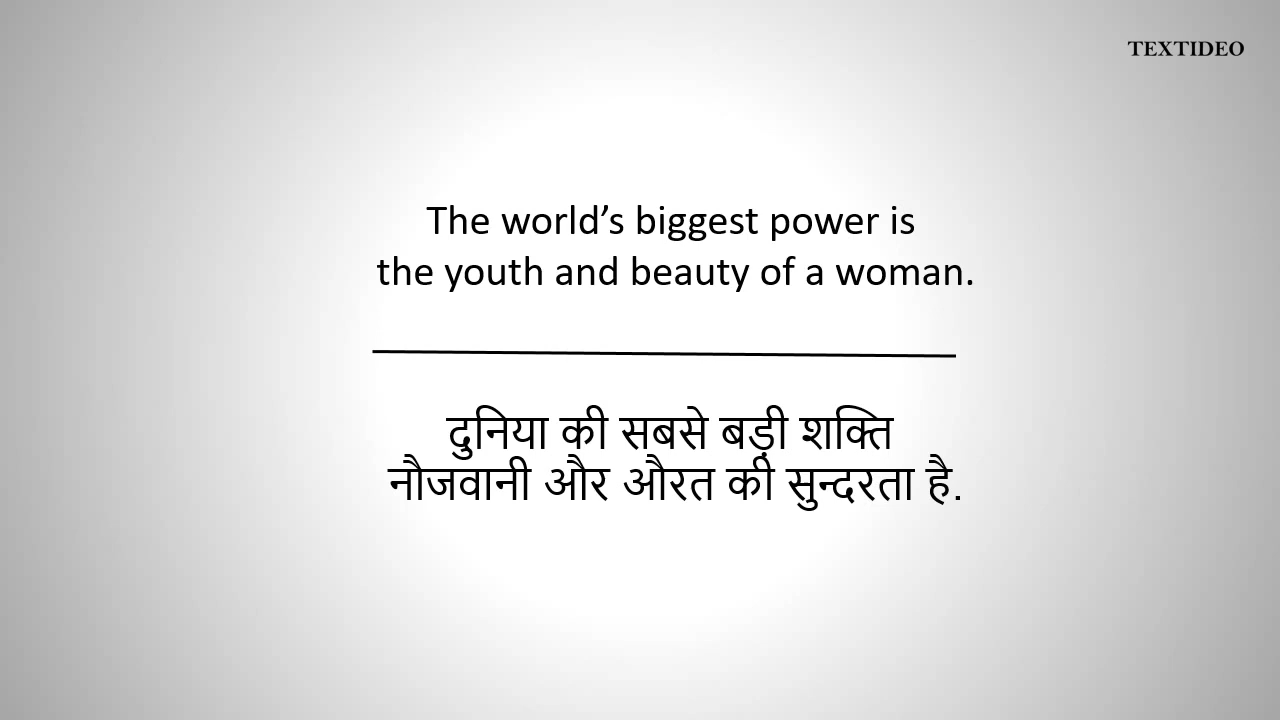 TEXTIDEO
The world’s biggest power is
the youth and beauty of a woman.
दुनिया की सबसे बड़ी शक्ति
नौजवानी और औरत की सुन्दरता है.